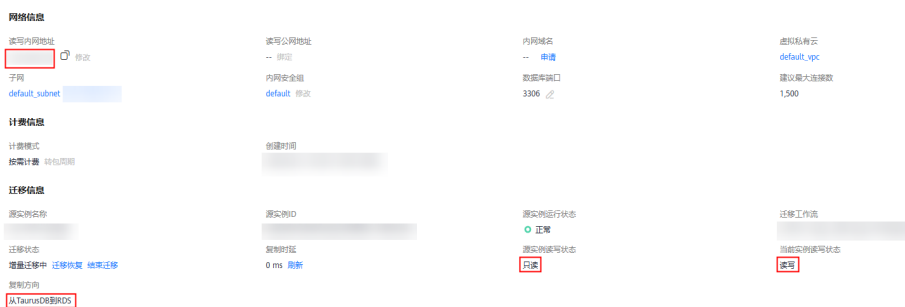 网络信息
读写内网地址 读写公网地址 内网域名 虚拟私有云
修改 -- 绑定 -- 申请 default_vpc
子网 内网安全组 数据库端口 建议最大连接数
default_subnet default 修改 3306 1,500
计费信息
计费模式 创建时间
按需计费 转包周期
迁移信息
源实例名称 源实例ID 源实例运行状态 迁移工作流
正常
迁移状态 复制时延 源实例读写状态 当前实例读写状态
增量迁移中 迁移恢复 结束迁移 0 ms 刷新 只读 读写
复制方向
从TaurusDB到RDS